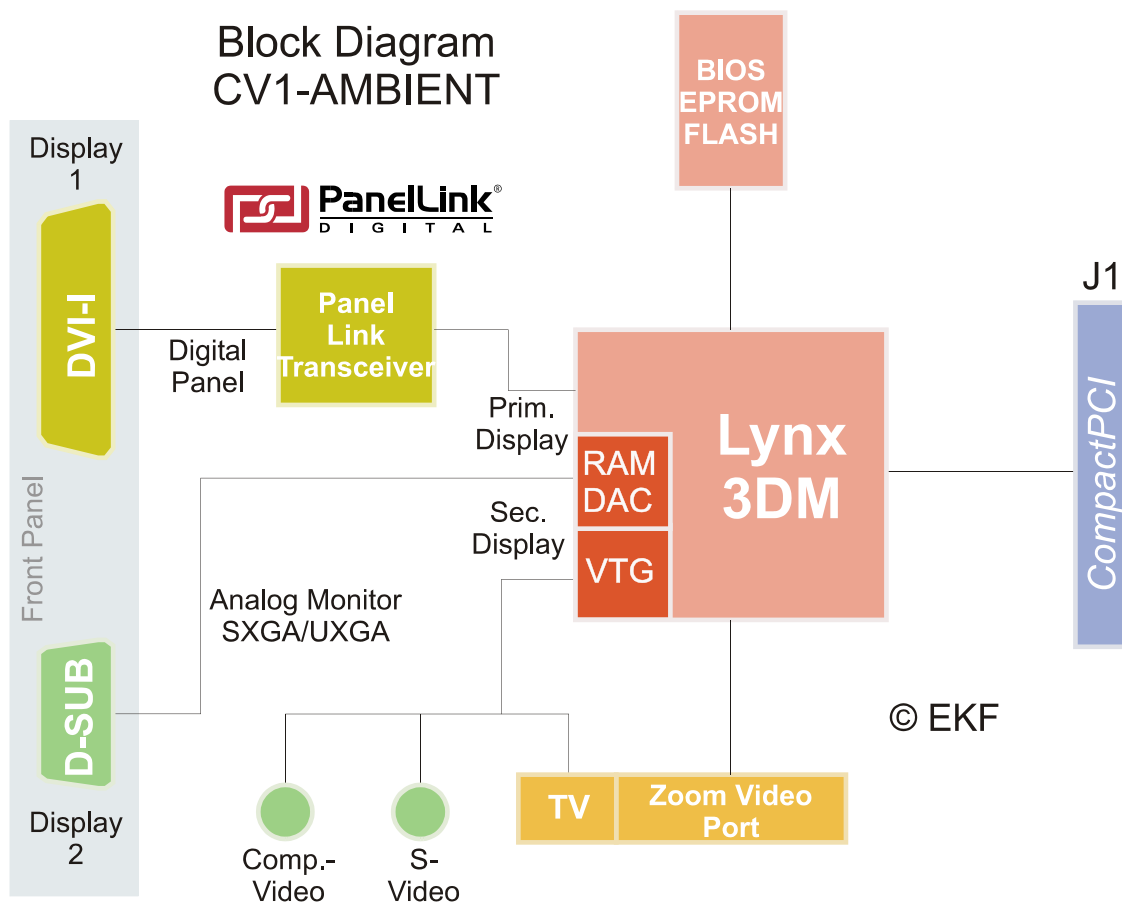 Block Diagram
CV1-AMBIENT
BIOS
EPROM
FLASH
Display
1
PanelLink®
DIGITAL
J1
DVI-I
Panel
Link
Transceiver
Digital
Panel
Prim.
Display
Lynx
3DM
RAM
DAC
CompactPCI
Front Panel
Sec.
Display
VTG
Analog Monitor
SXGA/UXGA
D-SUB
© EKF
TV
Zoom Video
Port
Display
2
Comp.-
Video
S-
Video